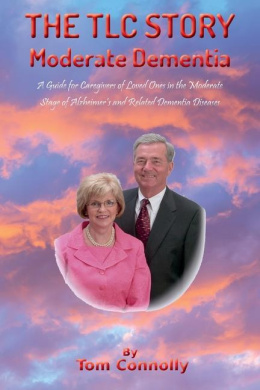 THE TLC STORY
Moderate Dementia
A Guide for Caregivers of Loved Ones in the Moderate
Stage of Alzheimer's and Related Dementia Diseases
By
Tom Connolly